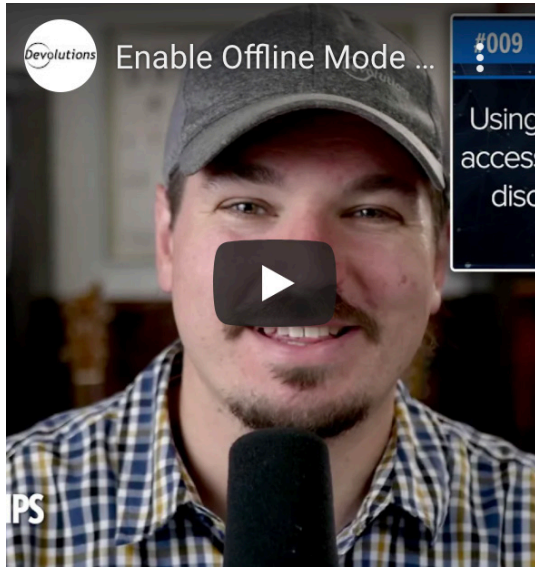 Devolutions
Enable Offline Mode ...
#009
Using
access
disc
IPS